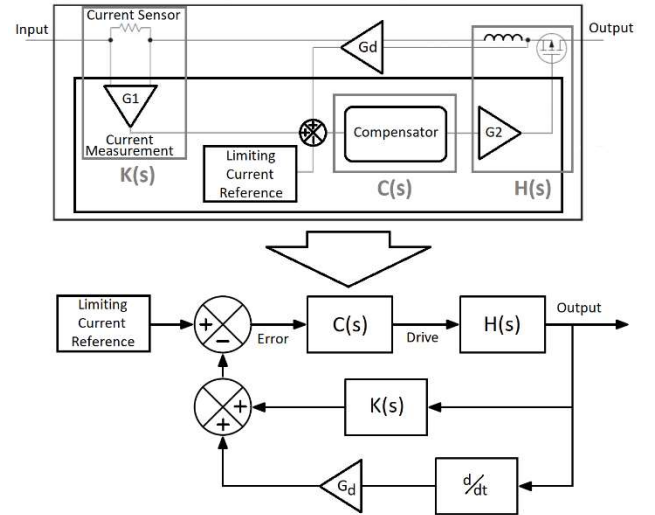 Current Sensor
Input
Output
Gd
G1
Current
Measurement
K(s)
Limiting
Current
Reference
Compensator
C(s)
G2
H(s)
Limiting
Current
Reference
+
−
Error
C(s)
Drive
H(s)
Output
+
+
K(s)
Gd
d/dt